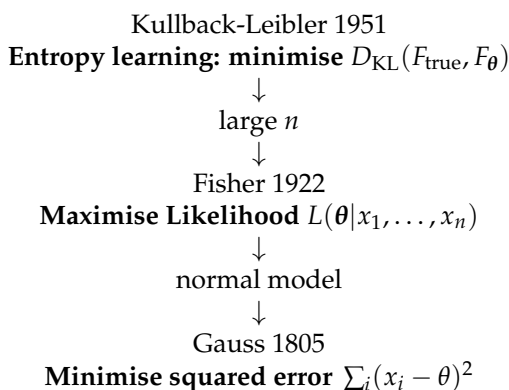 Kullback-Leibler 1951
Entropy learning: minimise D_KL(F_true, F_θ)
↓
large n
↓
Fisher 1922
Maximise Likelihood L(θ|x_1, . . . , x_n)
↓
normal model
↓
Gauss 1805
Minimise squared error ∑_i(x_i − θ)^2